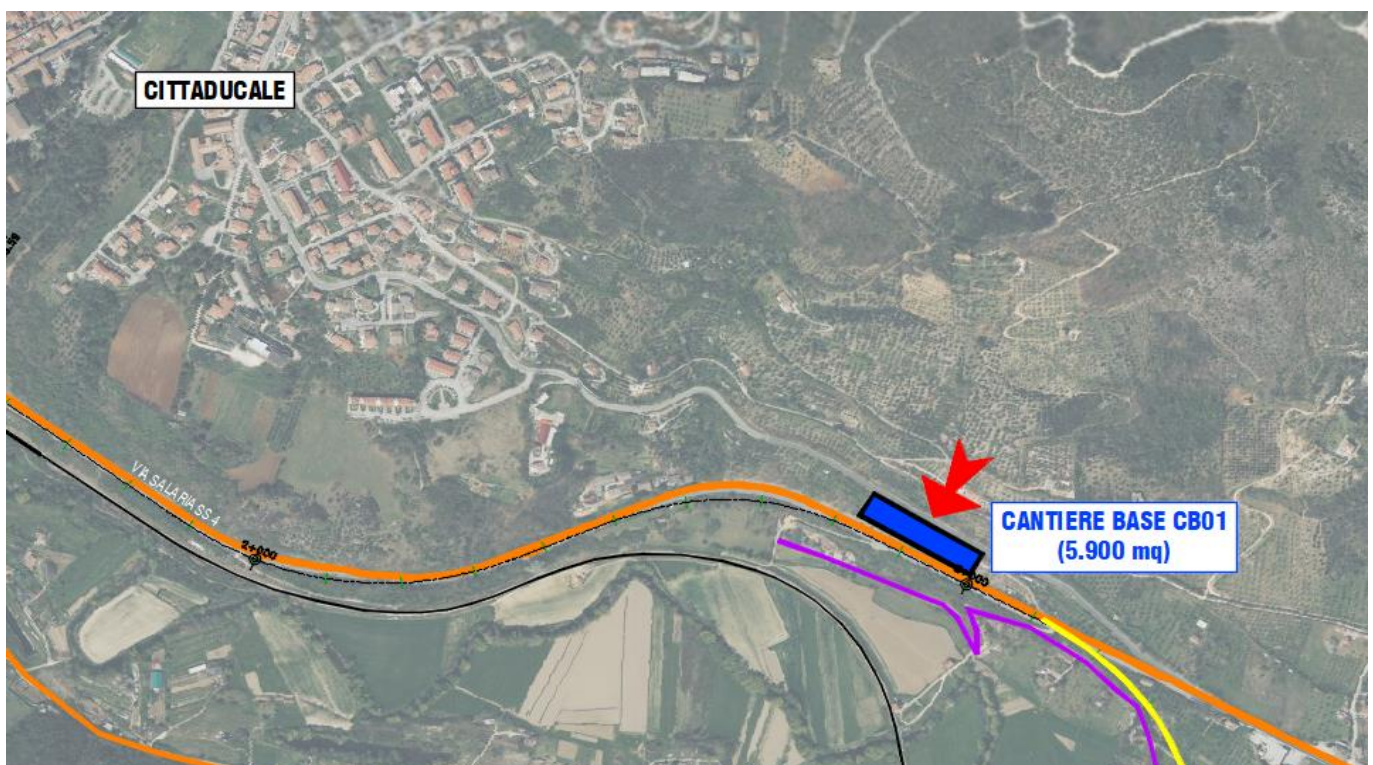 CITTADUCALE
VIA SALARIA SS 4
2+000
CANTIERE BASE CB01
(5.900 mq)